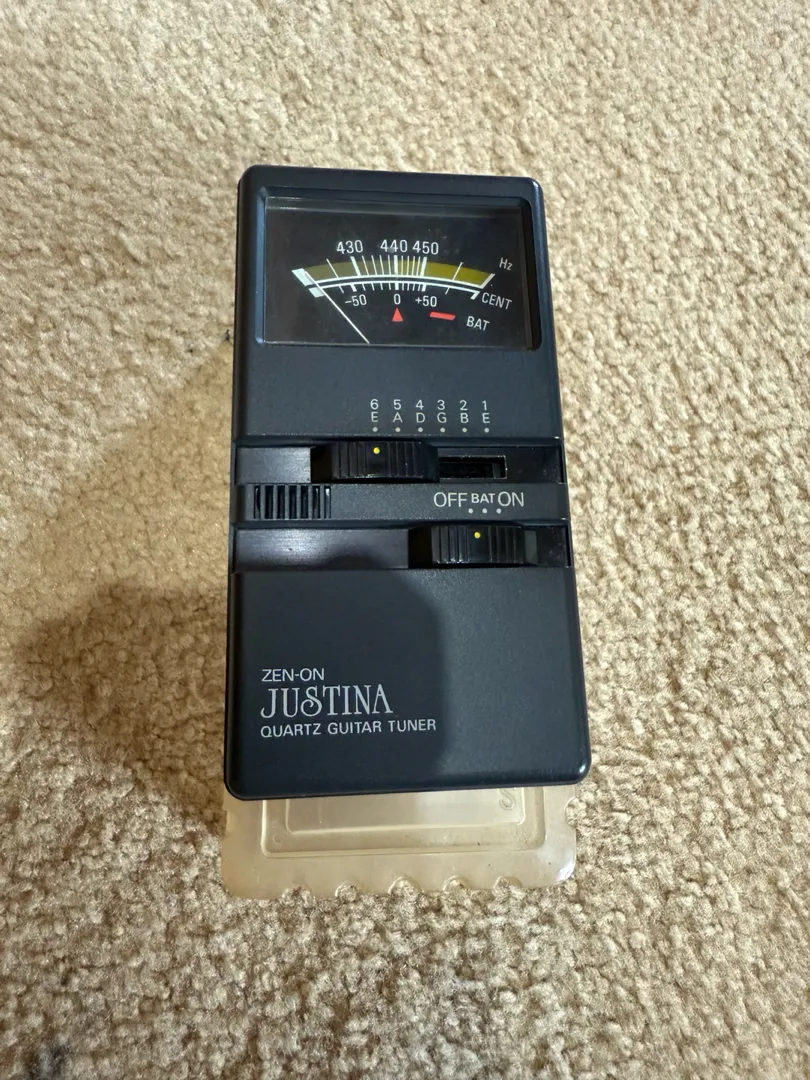 430 440 450
Hz
-50 0 +50 CENT
BAT
6 5 4 3 2 1
E A D G B E
OFF BAT ON
ZEN-ON
JUSTINA
QUARTZ GUITAR TUNER